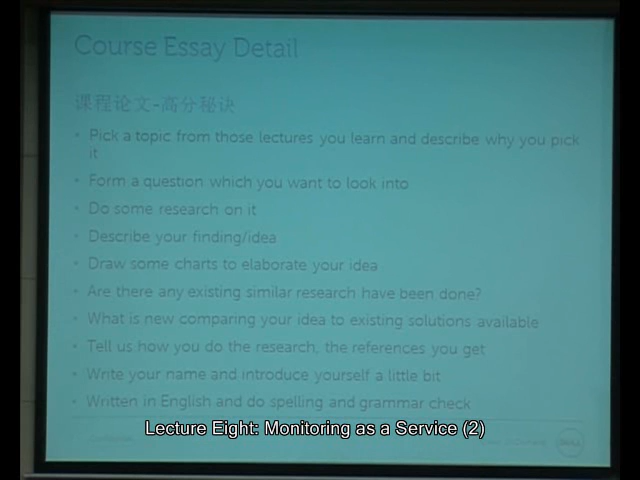 Course Essay Detail
课程论文-高分秘诀
• Pick a topic from those lectures you learn and describe why you pick
it
• Form a question which you want to look into
• Do some research on it
• Describe your finding/idea
• Draw some charts to elaborate your idea
• Are there any existing similar research have been done?
• What is new comparing your idea to existing solutions available
• Tell us how you do the research, the references you get
• Write your name and introduce yourself a little bit
• Written in English and do spelling and grammar check
Lecture Eight: Monitoring as a Service (2)
DELL